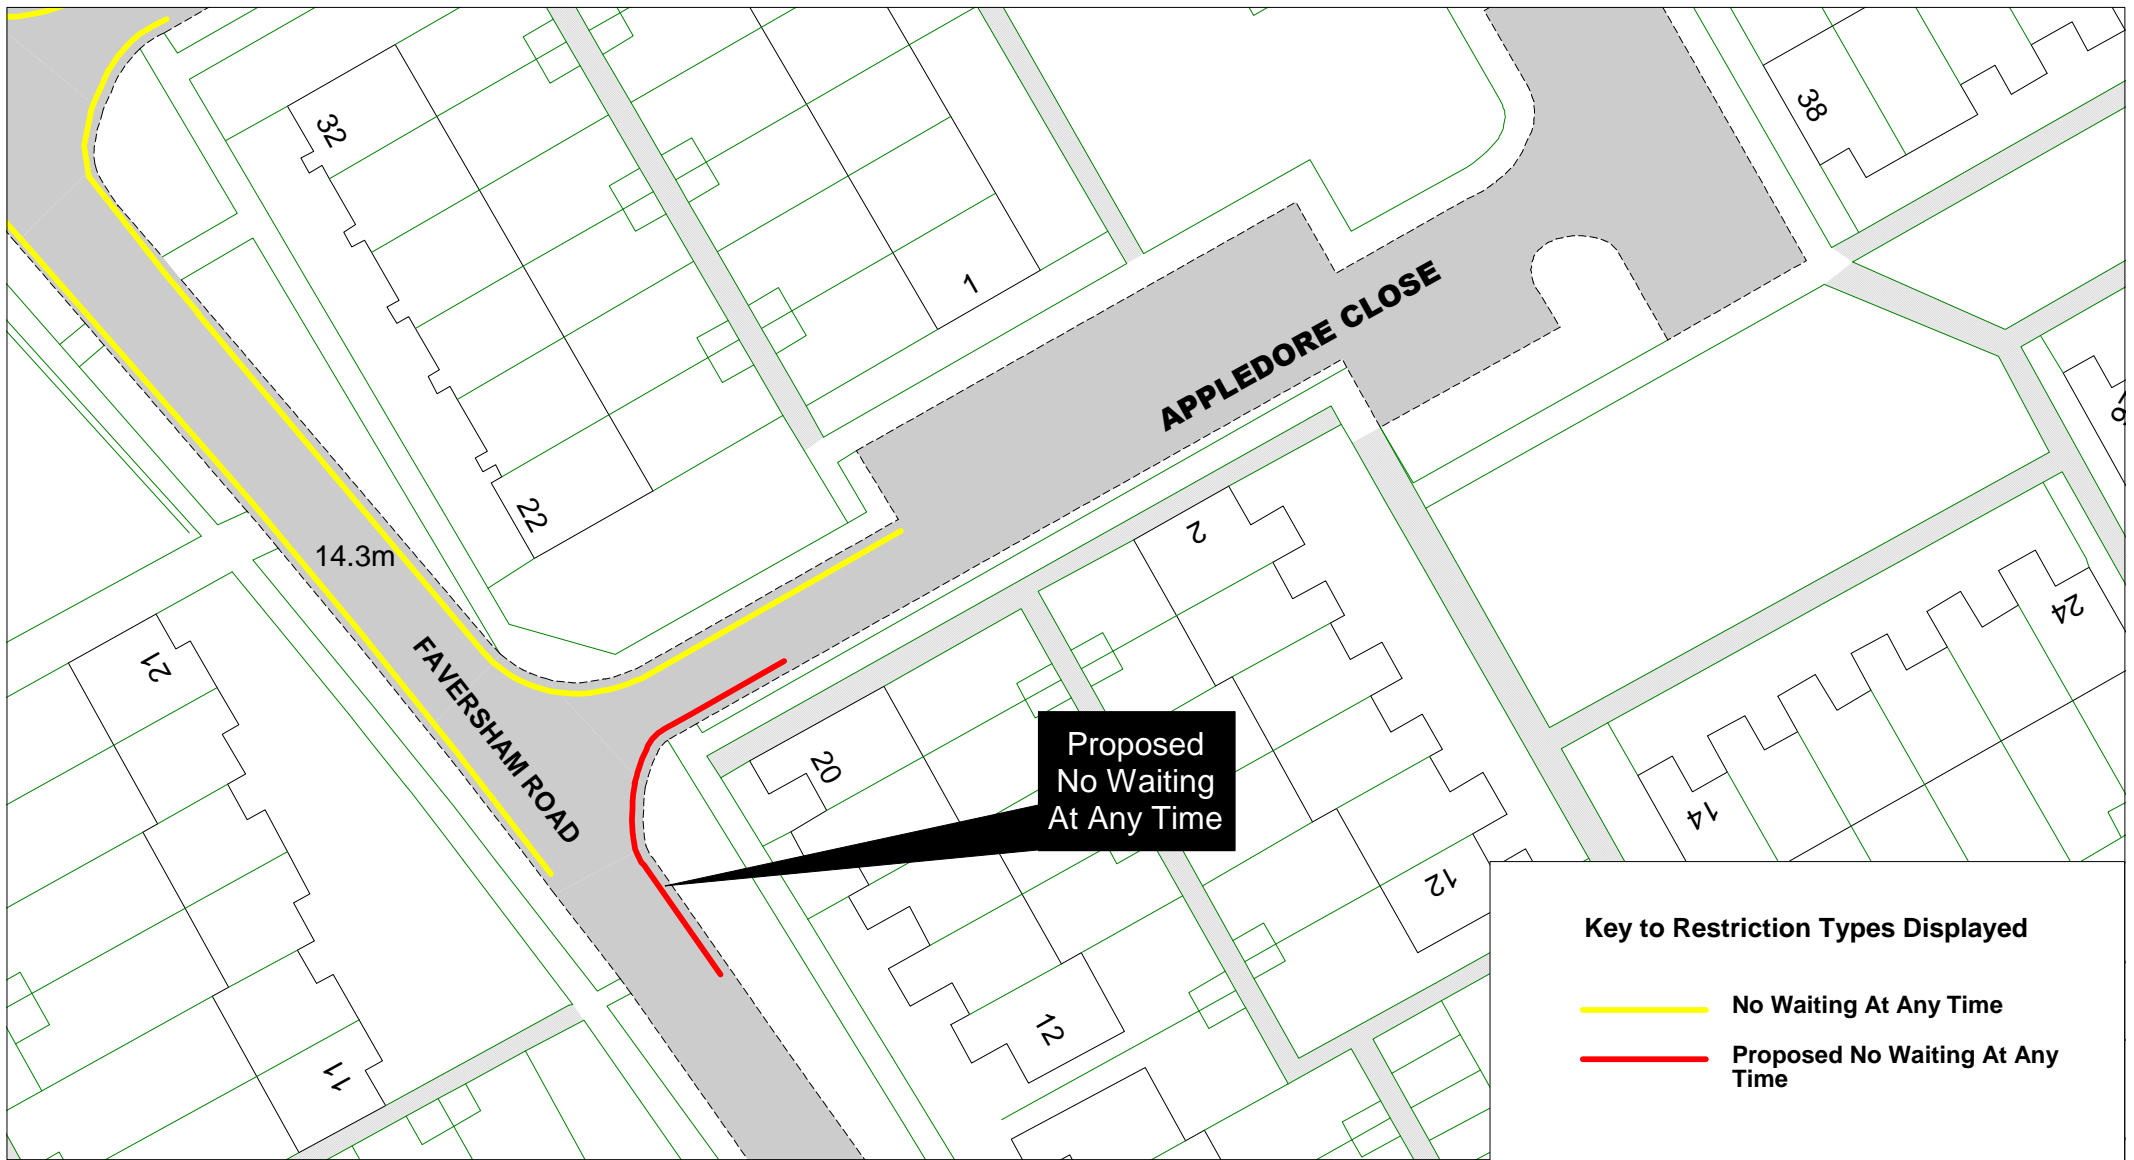 32
38
1
APPLEDORE CLOSE
22
2
14.3m
24
21
FAVERSHAM ROAD
Proposed
No Waiting
At Any Time
20
14
12
12
11
Key to Restriction Types Displayed
No Waiting At Any Time
Proposed No Waiting At Any
Time